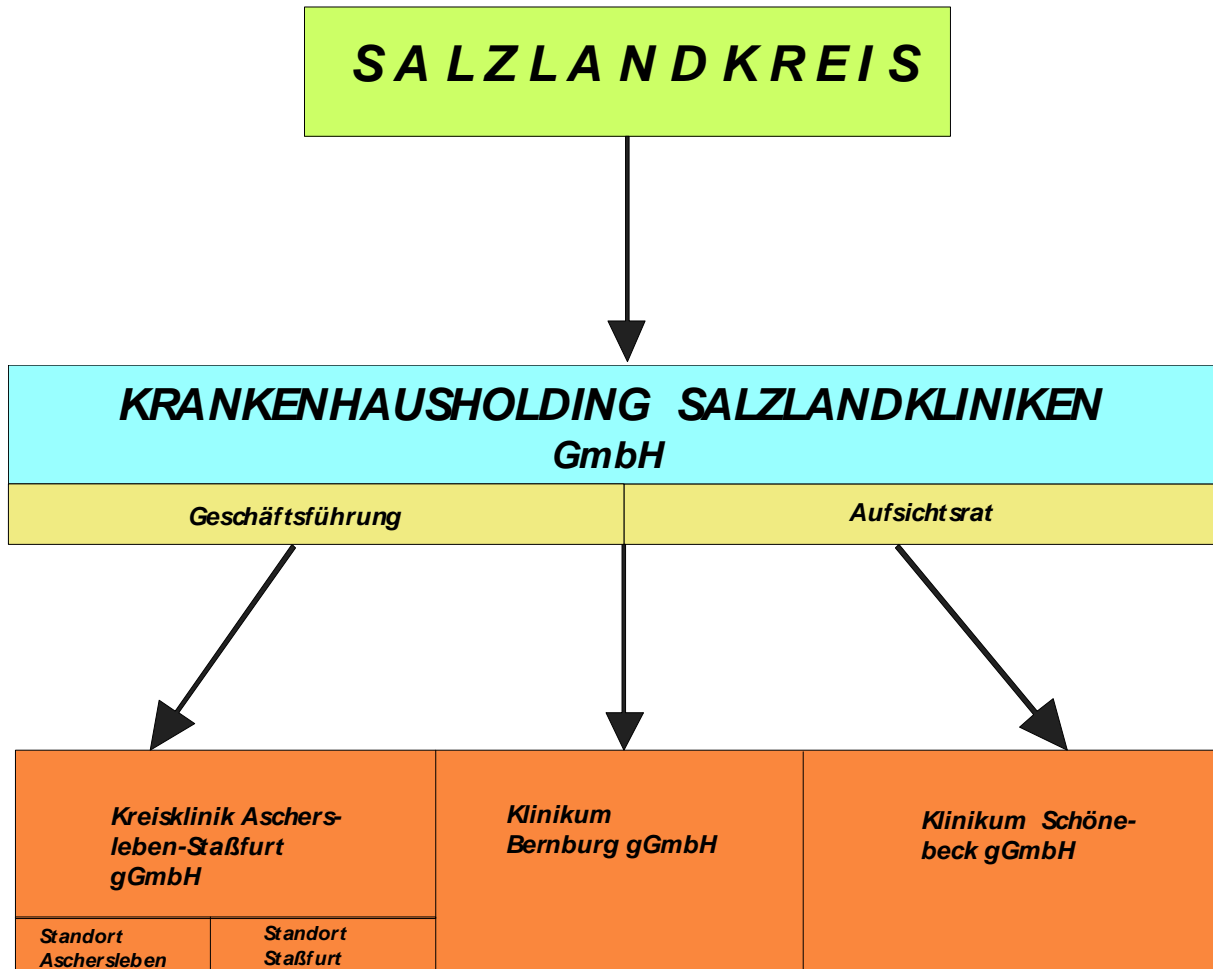 SALZLANDKREIS
KRANKENHAUSHOLDING SALZLANDKLINIKEN
GmbH
Geschäftsführung
Aufsichtsrat
Kreisklinik Aschers-
leben-Staßfurt
gGmbH
Klinikum
Bernburg gGmbH
Klinikum Schöne-
beck gGmbH
Standort
Aschersleben
Standort
Staßfurt